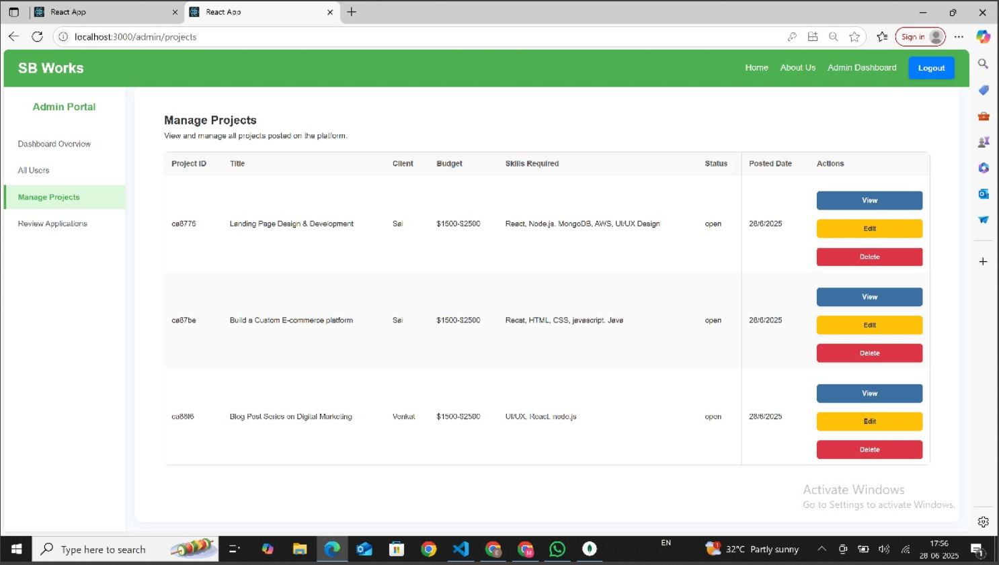 React App
React App
localhost:3000/admin/projects
Sign in
SB Works
Home About Us Admin Dashboard Logout
Admin Portal
Dashboard Overview
All Users
Manage Projects
Review Applications
Manage Projects
View and manage all projects posted on the platform.
Project ID Title Client Budget Skills Required Status Posted Date Actions
ca8775 Landing Page Design & Development Sai $1500-$2500 React, Node.js, MongoDB, AWS, UI/UX Design open 28/6/2025
View
Edit
Delete
ca87be Build a Custom E-commerce platform Sai $1500-$2500 Recat, HTML, CSS, javascript, Java open 28/6/2025
View
Edit
Delete
ca88f6 Blog Post Series on Digital Marketing Venkat $1500-$2500 UI/UX, React, node.js open 28/6/2025
View
Edit
Delete
Activate Windows
Go to Settings to activate Windows.
Type here to search
EN
32°C Partly sunny
17:56
28-06-2025
1